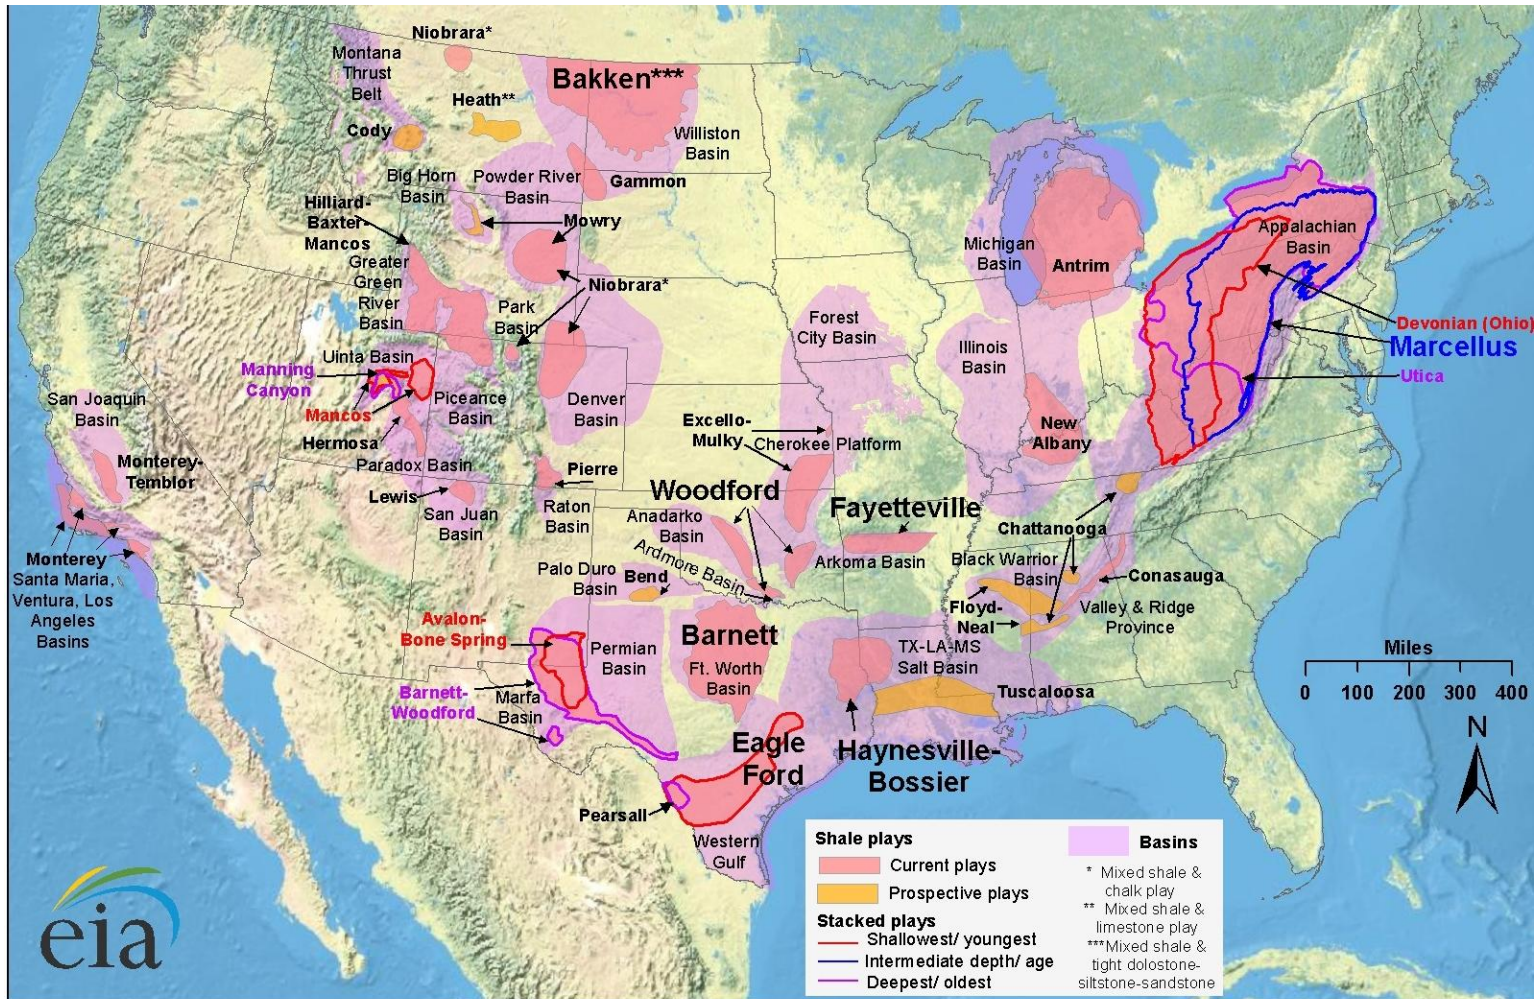 Niobrara*
Montana
Thrust
Belt
Bakken***
Heath**
Cody
Williston
Basin
Big Horn
Basin
Powder River
Basin
Gammon
Hilliard-
Baxter-
Mancos
Mowry
Greater
Green
River
Basin
Niobrara*
Park
Basin
Michigan
Basin
Antrim
Appalachian
Basin
Devonian (Ohio)
Marcellus
Utica
Forest
City Basin
Illinois
Basin
Uinta Basin
Manning
Canyon
Mancos
Piceance
Basin
Denver
Basin
San Joaquin
Basin
Hermosa
Excello-
Mulky
Cherokee Platform
New
Albany
Monterey-
Temblor
Paradox Basin
Pierre
Lewis
San Juan
Basin
Raton
Basin
Woodford
Anadarko
Basin
Fayetteville
Chattanooga
Monterey
Santa Maria,
Ventura, Los
Angeles
Basins
Palo Duro
Basin
Bend
Ardmore Basin
Arkoma Basin
Black Warrior
Basin
Conasauga
Floyd-
Neal
Valley & Ridge
Province
Avalon-
Bone Spring
Permian
Basin
Barnett
Ft. Worth
Basin
TX-LA-MS
Salt Basin
Tuscaloosa
Barnett-
Woodford
Marfa
Basin
Eagle
Ford
Haynesville-
Bossier
Pearsall
Western
Gulf
Miles
0 100 200 300 400
N
Shale plays
Current plays
Prospective plays
Stacked plays
Shallowest/ youngest
Intermediate depth/ age
Deepest/ oldest
Basins
* Mixed shale &
chalk play
** Mixed shale &
limestone play
***Mixed shale &
tight dolostone-
siltstone-sandstone
eia